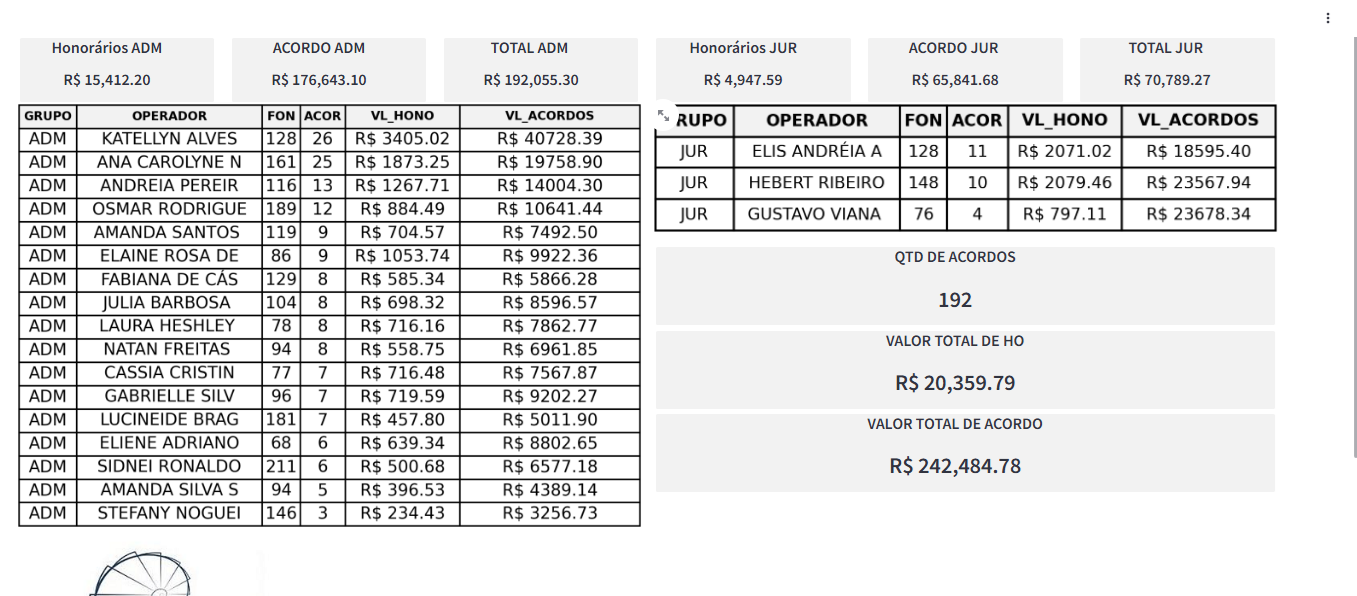 Honorários ADM
R$ 15,412.20
ACORDO ADM
R$ 176,643.10
TOTAL ADM
R$ 192,055.30
Honorários JUR
R$ 4,947.59
ACORDO JUR
R$ 65,841.68
TOTAL JUR
R$ 70,789.27
GRUPO OPERADOR FON ACOR VL_HONO VL_ACORDOS
ADM KATELLYN ALVES 128 26 R$ 3405.02 R$ 40728.39
ADM ANA CAROLYNE N 161 25 R$ 1873.25 R$ 19758.90
ADM ANDREIA PEREIR 116 13 R$ 1267.71 R$ 14004.30
ADM OSMAR RODRIGUE 189 12 R$ 884.49 R$ 10641.44
ADM AMANDA SANTOS 119 9 R$ 704.57 R$ 7492.50
ADM ELAINE ROSA DE 86 9 R$ 1053.74 R$ 9922.36
ADM FABIANA DE CÁS 129 8 R$ 585.34 R$ 5866.28
ADM JULIA BARBOSA 104 8 R$ 698.32 R$ 8596.57
ADM LAURA HESHLEY 78 8 R$ 716.16 R$ 7862.77
ADM NATAN FREITAS 94 8 R$ 558.75 R$ 6961.85
ADM CASSIA CRISTIN 77 7 R$ 716.48 R$ 7567.87
ADM GABRIELLE SILV 96 7 R$ 719.59 R$ 9202.27
ADM LUCINEIDE BRAG 181 7 R$ 457.80 R$ 5011.90
ADM ELIENE ADRIANO 68 6 R$ 639.34 R$ 8802.65
ADM SIDNEI RONALDO 211 6 R$ 500.68 R$ 6577.18
ADM AMANDA SILVA S 94 5 R$ 396.53 R$ 4389.14
ADM STEFANY NOGUEI 146 3 R$ 234.43 R$ 3256.73
RUPO OPERADOR FON ACOR VL_HONO VL_ACORDOS
JUR ELIS ANDRÉIA A 128 11 R$ 2071.02 R$ 18595.40
JUR HEBERT RIBEIRO 148 10 R$ 2079.46 R$ 23567.94
JUR GUSTAVO VIANA 76 4 R$ 797.11 R$ 23678.34
QTD DE ACORDOS
192
VALOR TOTAL DE HO
R$ 20,359.79
VALOR TOTAL DE ACORDO
R$ 242,484.78